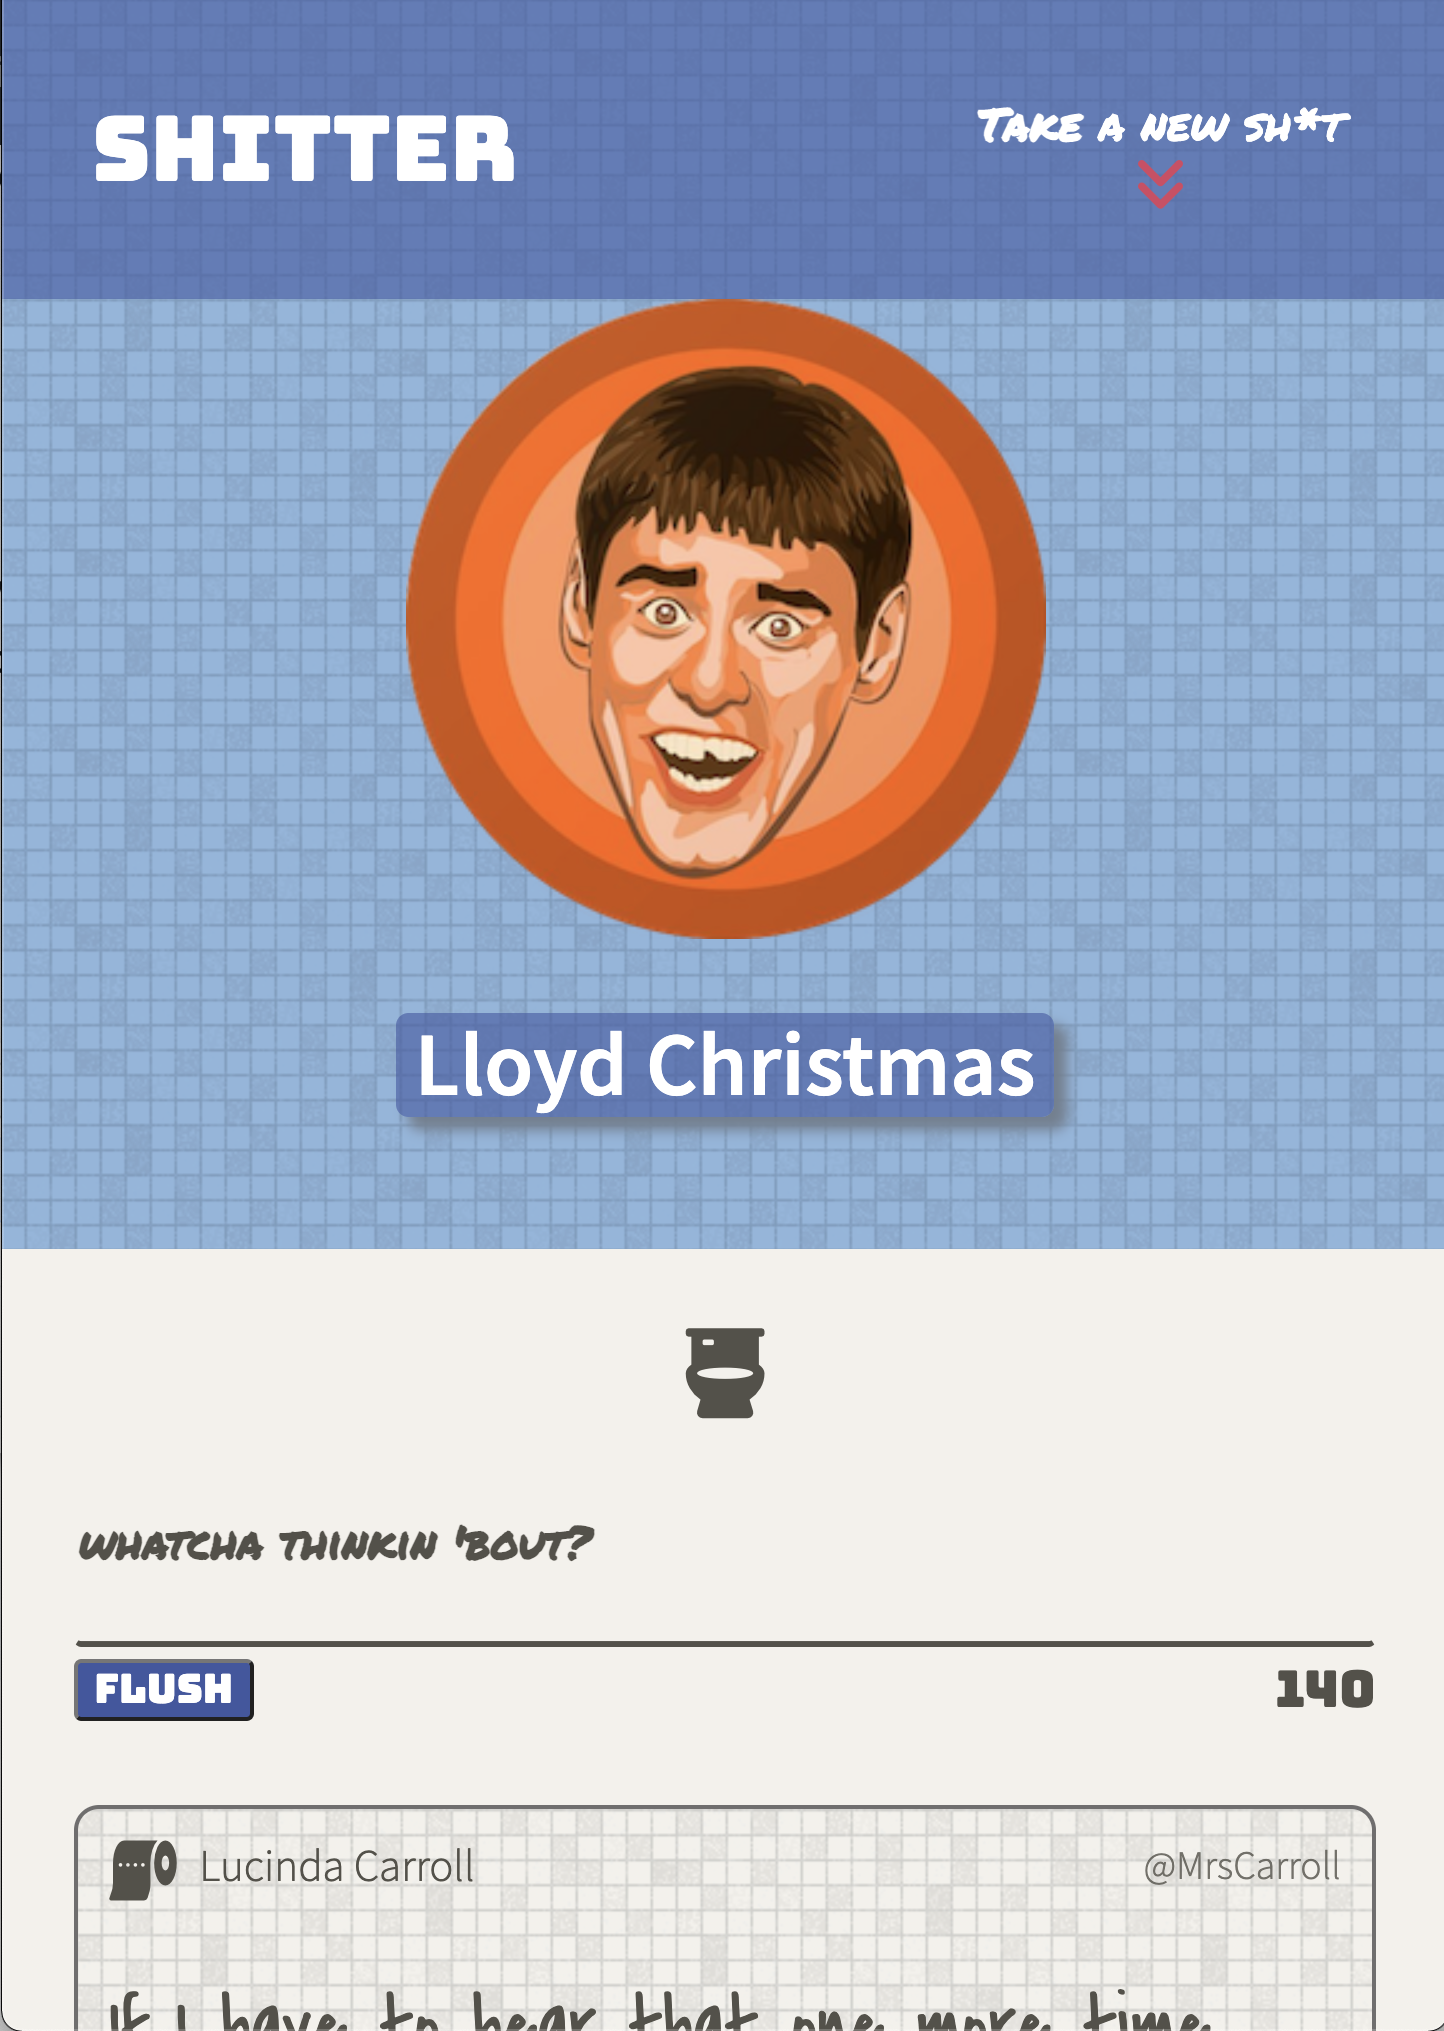 SHITTER
Take a new sh*t
Lloyd Christmas
whatcha thinkin 'bout?
FLUSH
140
Lucinda Carroll
@MrsCarroll
If I have to hear that one more time,